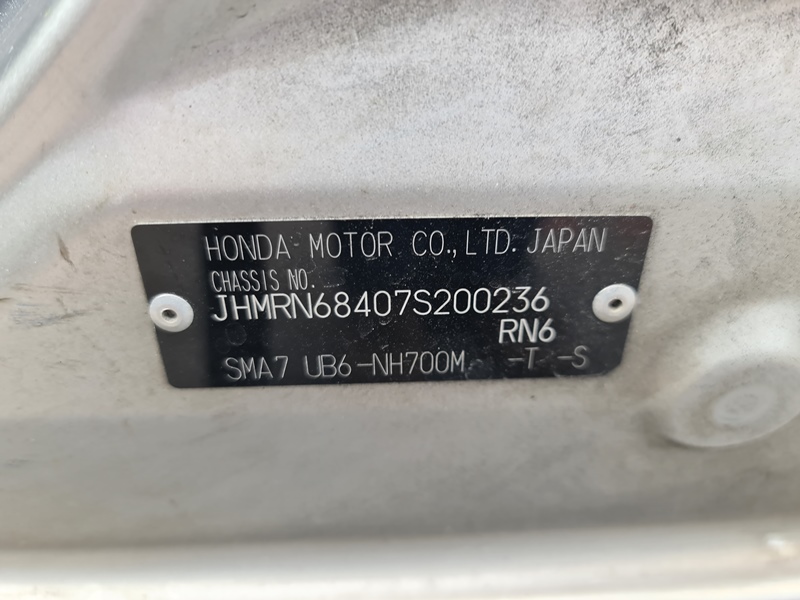 HONDA MOTOR CO.,LTD. JAPAN
CHASSIS NO.
JHMRN68407S200236
RN6
SMA7 UB6-NH700M -T -S